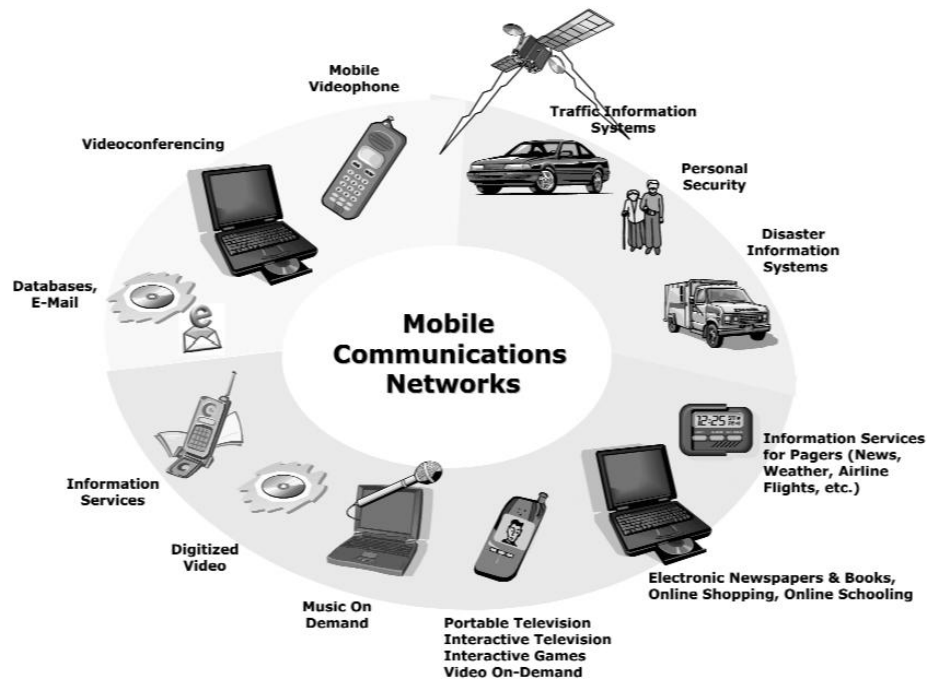 Mobile
Videophone
Traffic Information
Systems
Videoconferencing
Personal
Security
Disaster
Information
Systems
Databases,
E-Mail
e
Mobile
Communications
Networks
12-25
Information Services
for Pagers (News,
Weather, Airline
Flights, etc.)
Information
Services
Digitized
Video
Music On
Demand
Portable Television
Interactive Television
Interactive Games
Video On-Demand
Electronic Newspapers & Books,
Online Shopping, Online Schooling